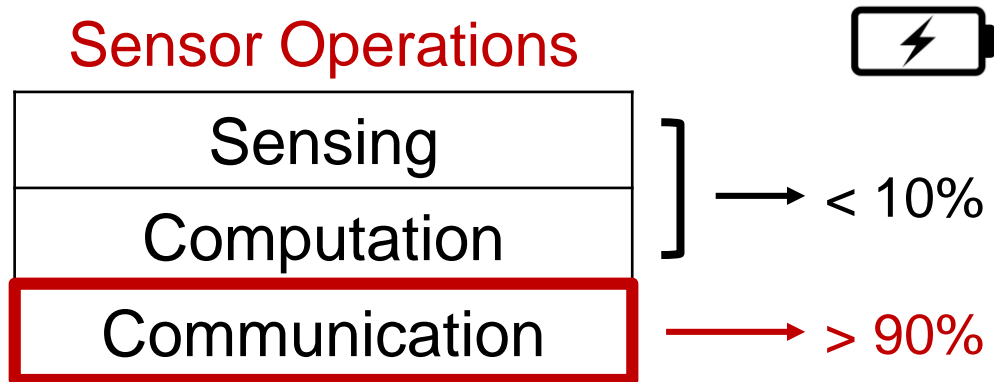 Sensor Operations
Sensing
Computation
< 10%
Communication
> 90%